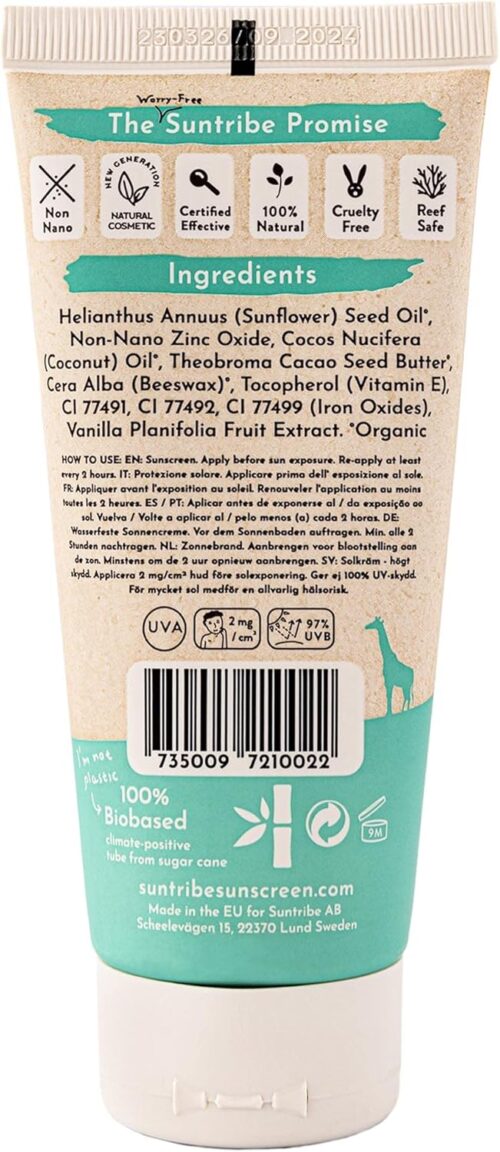 230326/09 2024
Worry-Free
The Suntribe Promise
Non
Nano
NEW GENERATION
NATURAL
COSMETIC
Certified
Effective
100%
Natural
Cruelty
Free
Reef
Safe
Ingredients
Helianthus Annuus (Sunflower) Seed Oil*,
Non-Nano Zinc Oxide, Cocos Nucifera
(Coconut) Oil*, Theobroma Cacao Seed Butter*,
Cera Alba (Beeswax)*, Tocopherol (Vitamin E),
CI 77491, CI 77492, CI 77499 (Iron Oxides),
Vanilla Planifolia Fruit Extract. *Organic
HOW TO USE: EN: Sunscreen. Apply before sun exposure. Re-apply at least
every 2 hours. IT: Protezione solare. Applicare prima dell' esposizione al sole.
FR: Appliquer avant l'exposition au soleil. Renouveler l'application au moins
toutes les 2 heures. ES / PT: Aplicar antes de exponerse al / da exposição ao
sol. Vuelva / Volte a aplicar al / pelo menos (a) cada 2 horas. DE:
Wasserfeste Sonnencreme. Vor dem Sonnenbaden auftragen. Min. alle 2
Stunden nachtragen. NL: Zonnebrand. Aanbrengen voor blootstelling aan
de zon. Minstens om de 2 uur opnieuw aanbrengen. SV: Solkräm - högt
skydd. Applicera 2 mg/cm² hud före solexponering. Ger ej 100% UV-skydd.
För mycket sol medför en allvarlig hälsorisk.
UVA
2 mg
/ cm²
97%
UVB
735009 7210022
I'm not
plastic
100%
Biobased
climate-positive
tube from sugar cane
9M
suntribesunscreen.com
Made in the EU for Suntribe AB
Scheelevägen 15, 22370 Lund Sweden